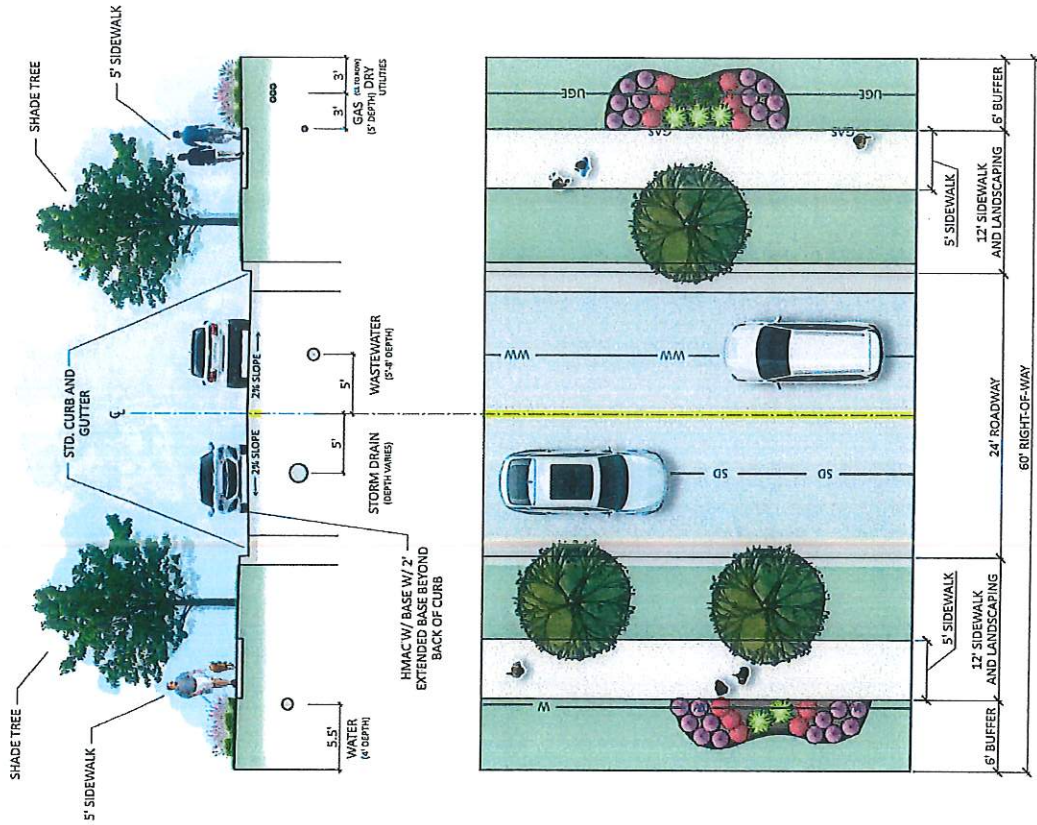 SHADE TREE
5' SIDEWALK
STD. CURB AND
GUTTER
SHADE TREE
5' SIDEWALK
℄
2% SLOPE
2% SLOPE
5.5'
WATER
(4' DEPTH)
HMAC W/ BASE W/ 2'
EXTENDED BASE BEYOND
BACK OF CURB
5'
STORM DRAIN
(DEPTH VARIES)
5'
WASTEWATER
(5'-8' DEPTH)
3'
GAS
(5' DEPTH)
3'
(CL TO ROW)
DRY
UTILITIES
W
W
SD
SD
WW
WW
GAS
GAS
UGE
UGE
5' SIDEWALK
5' SIDEWALK
6' BUFFER
12' SIDEWALK
AND LANDSCAPING
24' ROADWAY
12' SIDEWALK
AND LANDSCAPING
6' BUFFER
60' RIGHT-OF-WAY